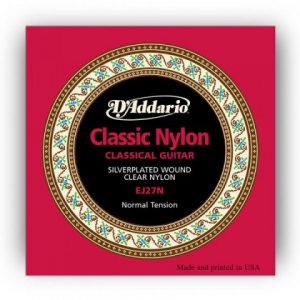 D'Addario
Classic Nylon
CLASSICAL GUITAR
SILVERPLATED WOUND
CLEAR NYLON
EJ27N
Normal Tension
Made and printed in USA